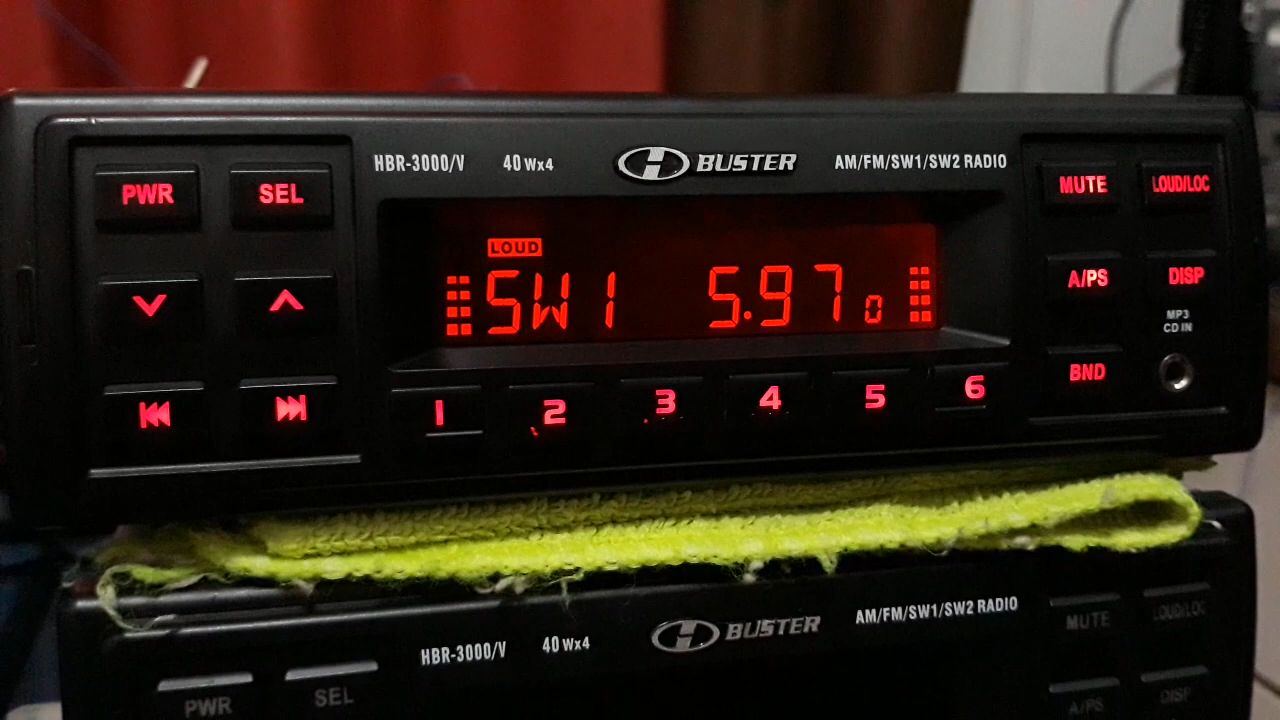 HBR-3000/V 40 Wx4 H BUSTER AM/FM/SW1/SW2 RADIO
PWR SEL
MUTE LOUD/LOC
LOUD
SW1 5.970
A/PS DISP
MP3
CD IN
BND
1 2 3 4 5 6
HBR-3000/V 40 Wx4 H BUSTER AM/FM/SW1/SW2 RADIO
PWR SEL
MUTE LOUD/LOC
A/PS DISP